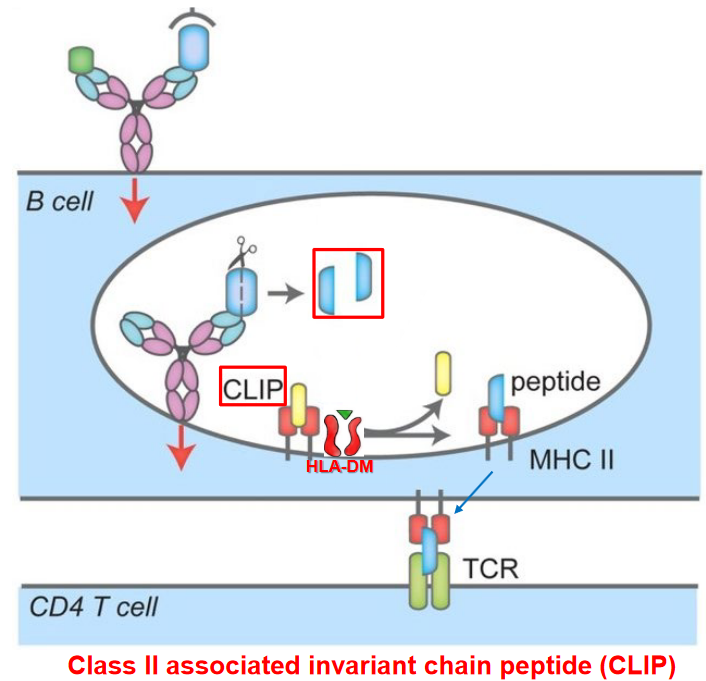 B cell
CLIP
peptide
HLA-DM
MHC II
TCR
CD4 T cell
Class II associated invariant chain peptide (CLIP)